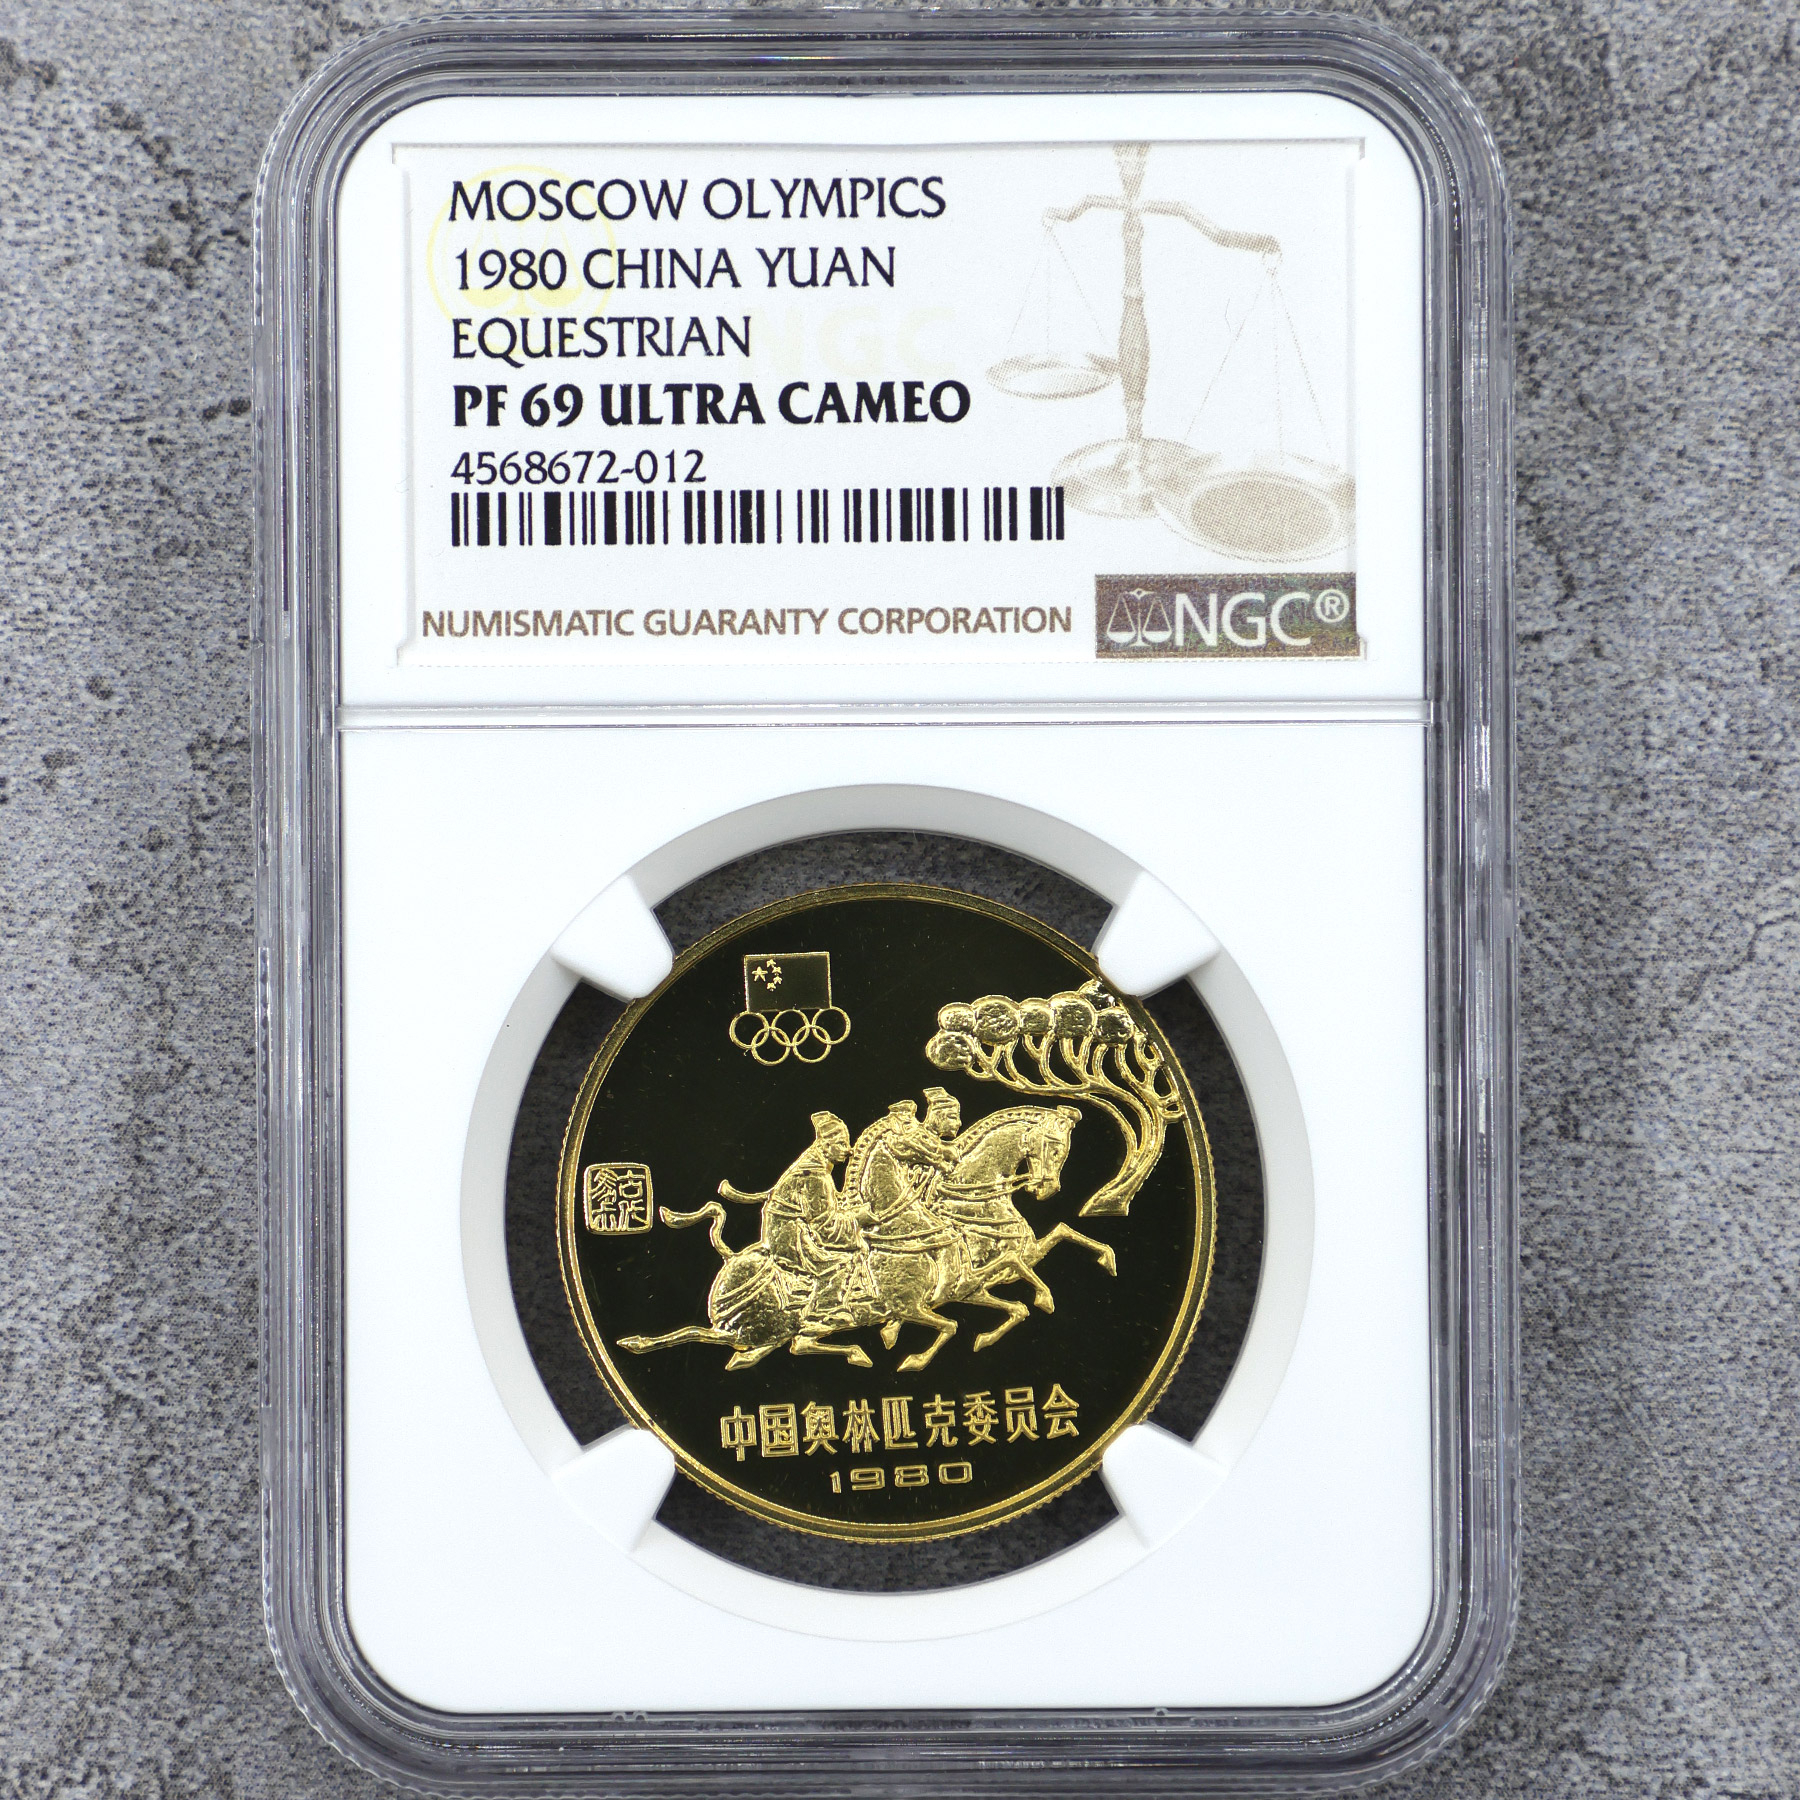 MOSCOW OLYMPICS
1980 CHINA YUAN
EQUESTRIAN
PF 69 ULTRA CAMEO
4568672-012
NUMISMATIC GUARANTY CORPORATION
NGC®
中国奥林匹克委员会
1980